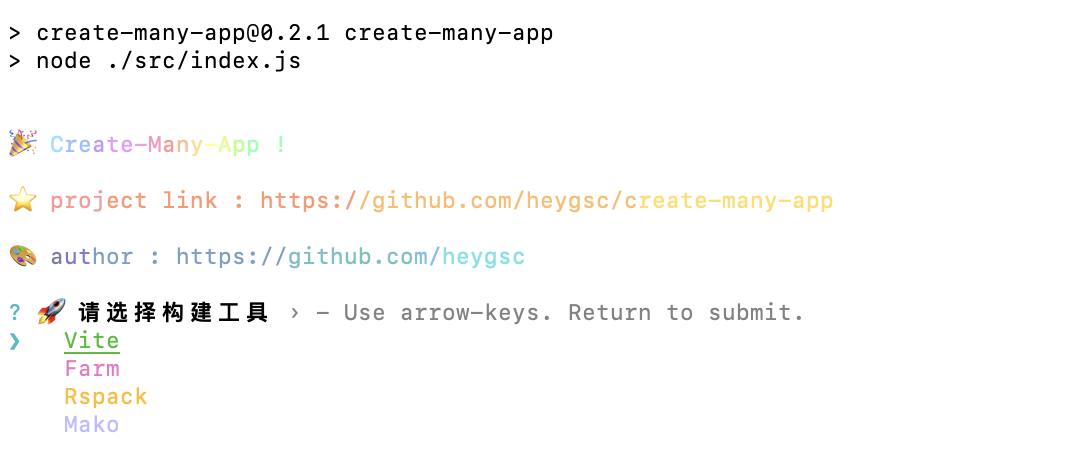 > create-many-app@0.2.1 create-many-app
> node ./src/index.js
🎉 Create-Many-App !
⭐ project link : https://github.com/heygsc/create-many-app
🎨 author : https://github.com/heygsc
? 🚀 请选择构建工具 › - Use arrow-keys. Return to submit.
❯ Vite
Farm
Rspack
Mako